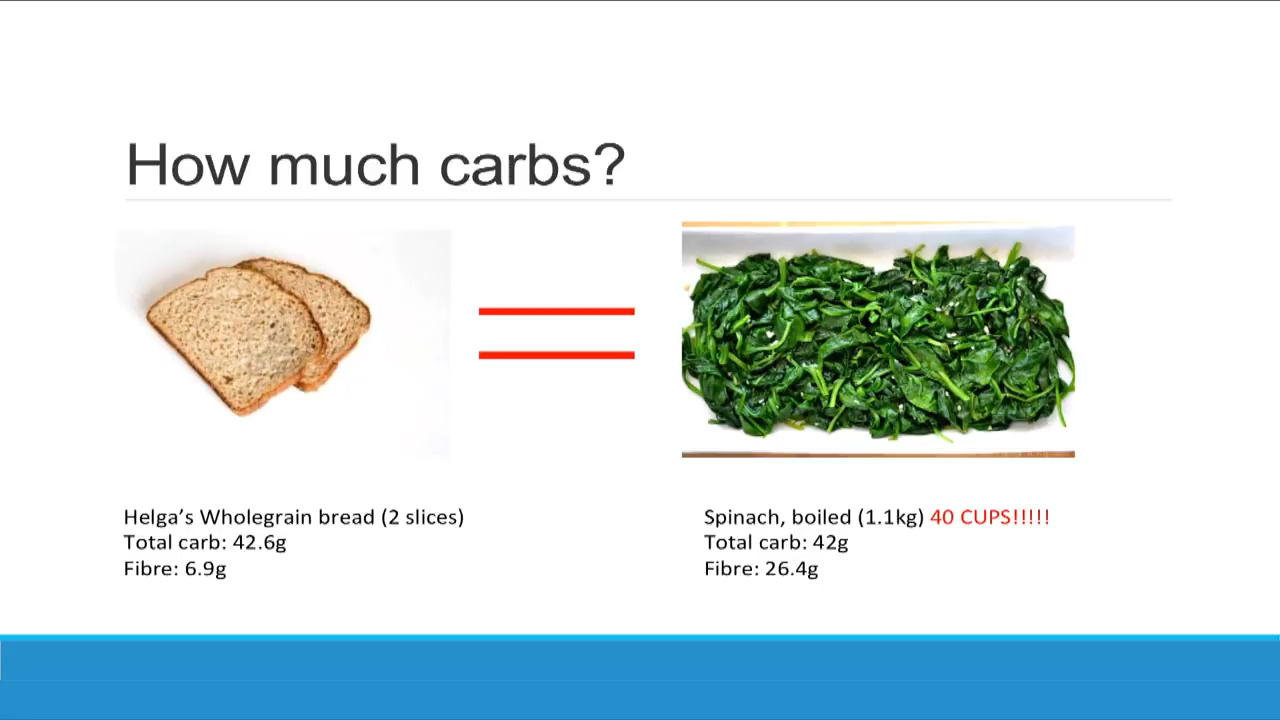 How much carbs?
Helga's Wholegrain bread (2 slices)
Total carb: 42.6g
Fibre: 6.9g
Spinach, boiled (1.1kg) 40 CUPS!!!!!
Total carb: 42g
Fibre: 26.4g